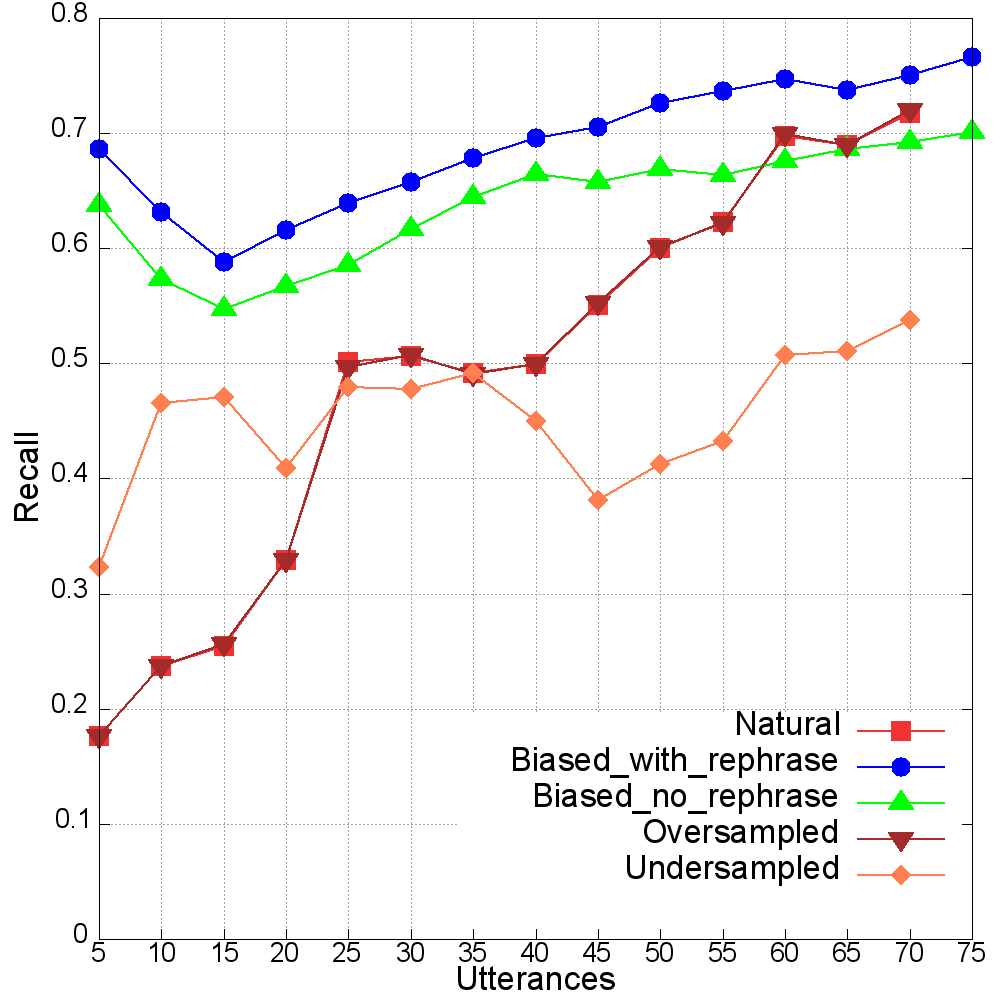 0.8
0.7
0.6
0.5
0.4
0.3
0.2
0.1
0
Recall
Natural
Biased_with_rephrase
Biased_no_rephrase
Oversampled
Undersampled
5 10 15 20 25 30 35 40 45 50 55 60 65 70 75
Utterances